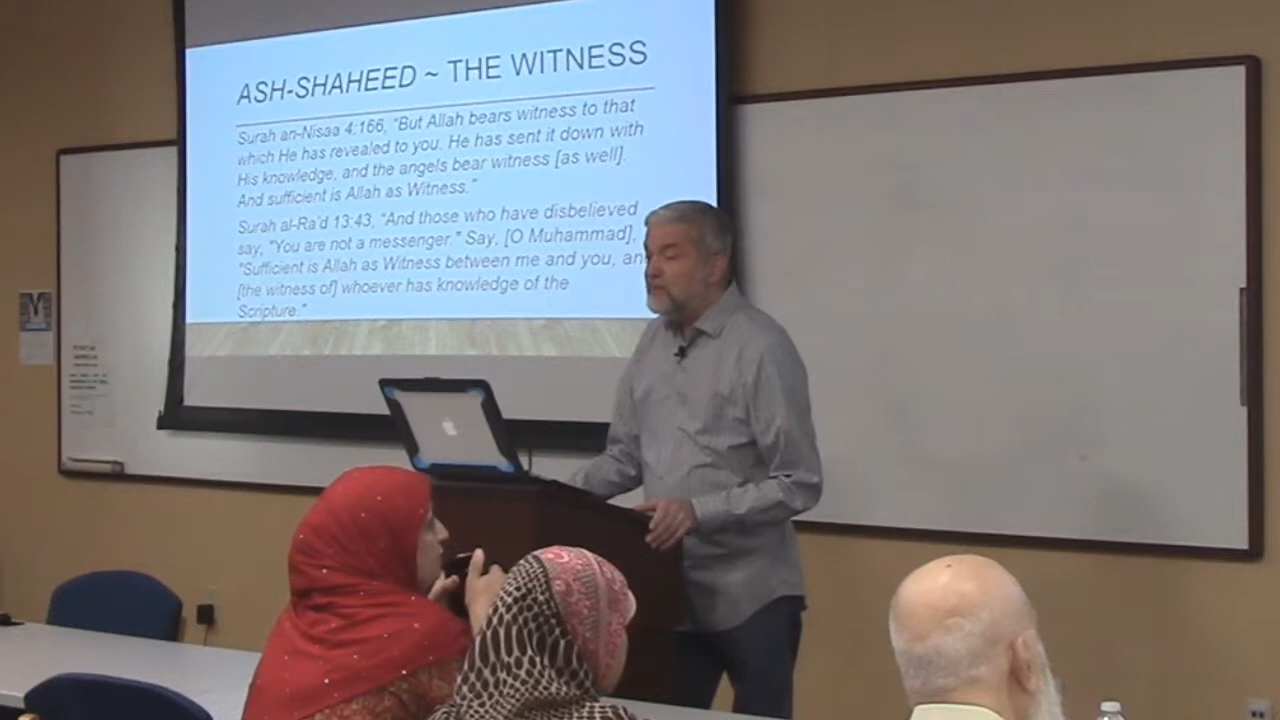 ASH-SHAHEED ~ THE WITNESS
Surah an-Nisaa 4:166, "But Allah bears witness to that
which He has revealed to you. He has sent it down with
His knowledge, and the angels bear witness [as well].
And sufficient is Allah as Witness."
Surah al-Ra'd 13:43, "And those who have disbelieved
say, "You are not a messenger." Say, [O Muhammad],
"Sufficient is Allah as Witness between me and you, an
[the witness of] whoever has knowledge of the
Scripture."